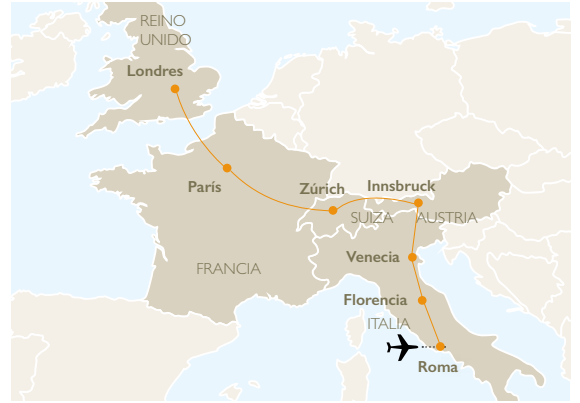 REINO
UNIDO
Londres
París
Zúrich
Innsbruck
SUIZA
AUSTRIA
Venecia
FRANCIA
Florencia
ITALIA
Roma